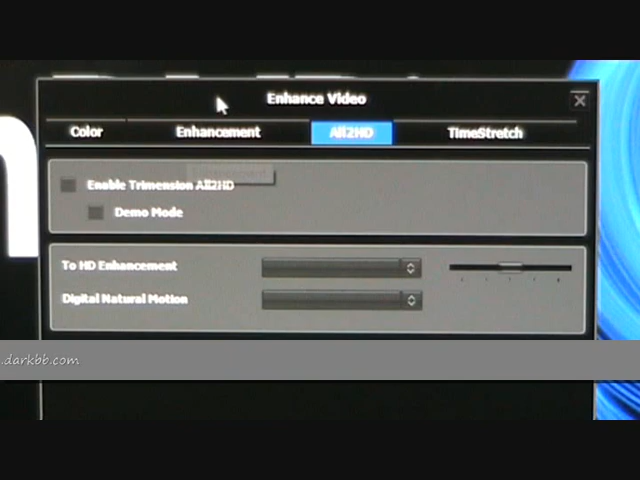 Enhance Video
Color Enhancement All2HD TimeStretch
Enable Trimension All2HD
Demo Mode
To HD Enhancement
Digital Natural Motion
.darkbb.com